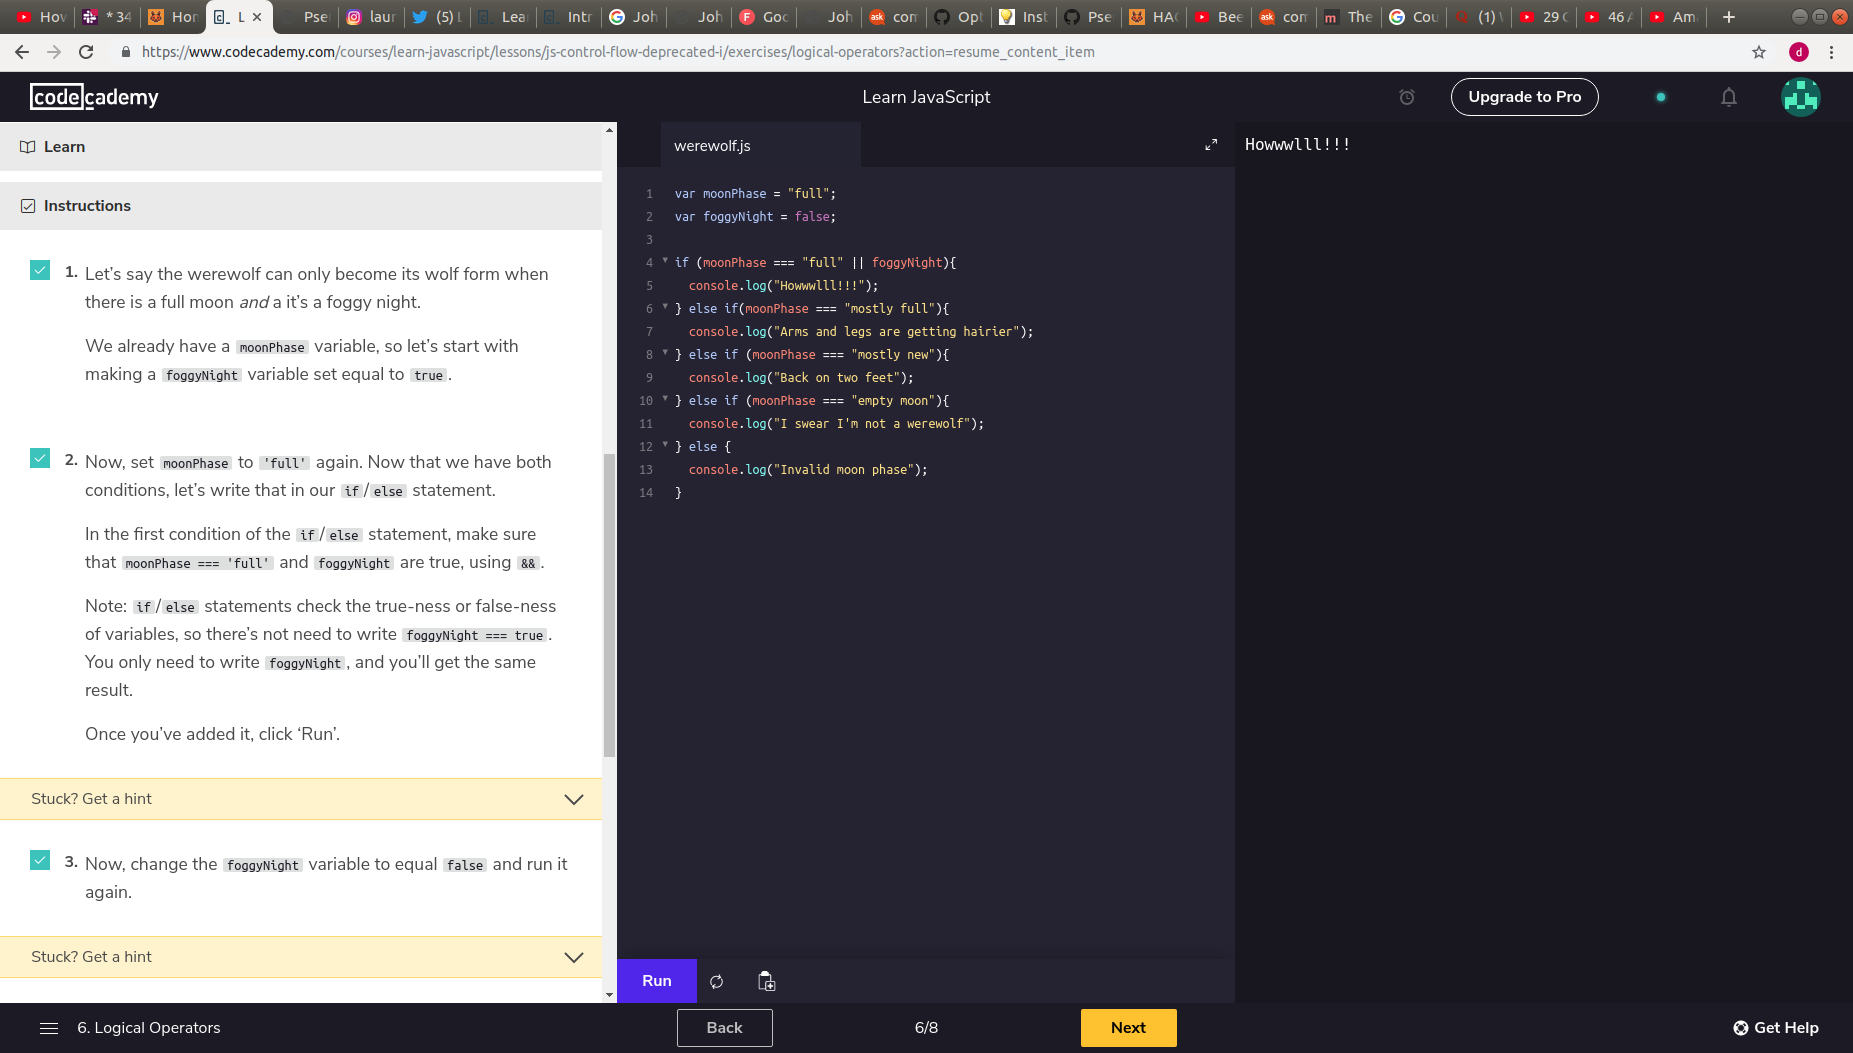 Hov
* 34
Hor
L
Pse
laur
(5) L
Lea
Intr
Joh
Joh
Goc
Joh
con
Opt
Inst
Pse
HAC
Bee
con
The
Cou
(1)
29 C
46 A
Am
https://www.codecademy.com/courses/learn-javascript/lessons/js-control-flow-deprecated-i/exercises/logical-operators?action=resume_content_item
d
codecademy
Learn JavaScript
Upgrade to Pro
Learn
Instructions
1. Let's say the werewolf can only become its wolf form when
there is a full moon and a it's a foggy night.
We already have a moonPhase variable, so let's start with
making a foggyNight variable set equal to true.
2. Now, set moonPhase to 'full' again. Now that we have both
conditions, let's write that in our if/else statement.
In the first condition of the if/else statement, make sure
that moonPhase === 'full' and foggyNight are true, using &&.
Note: if/else statements check the true-ness or false-ness
of variables, so there's not need to write foggyNight === true.
You only need to write foggyNight, and you'll get the same
result.
Once you've added it, click 'Run'.
Stuck? Get a hint
3. Now, change the foggyNight variable to equal false and run it
again.
Stuck? Get a hint
werewolf.js
1 var moonPhase = "full";
2 var foggyNight = false;
3
4 if (moonPhase === "full" || foggyNight){
5 console.log("Howwwlll!!!");
6 } else if(moonPhase === "mostly full"){
7 console.log("Arms and legs are getting hairier");
8 } else if (moonPhase === "mostly new"){
9 console.log("Back on two feet");
10 } else if (moonPhase === "empty moon"){
11 console.log("I swear I'm not a werewolf");
12 } else {
13 console.log("Invalid moon phase");
14 }
Howwwlll!!!
Run
6. Logical Operators
Back
6/8
Next
Get Help